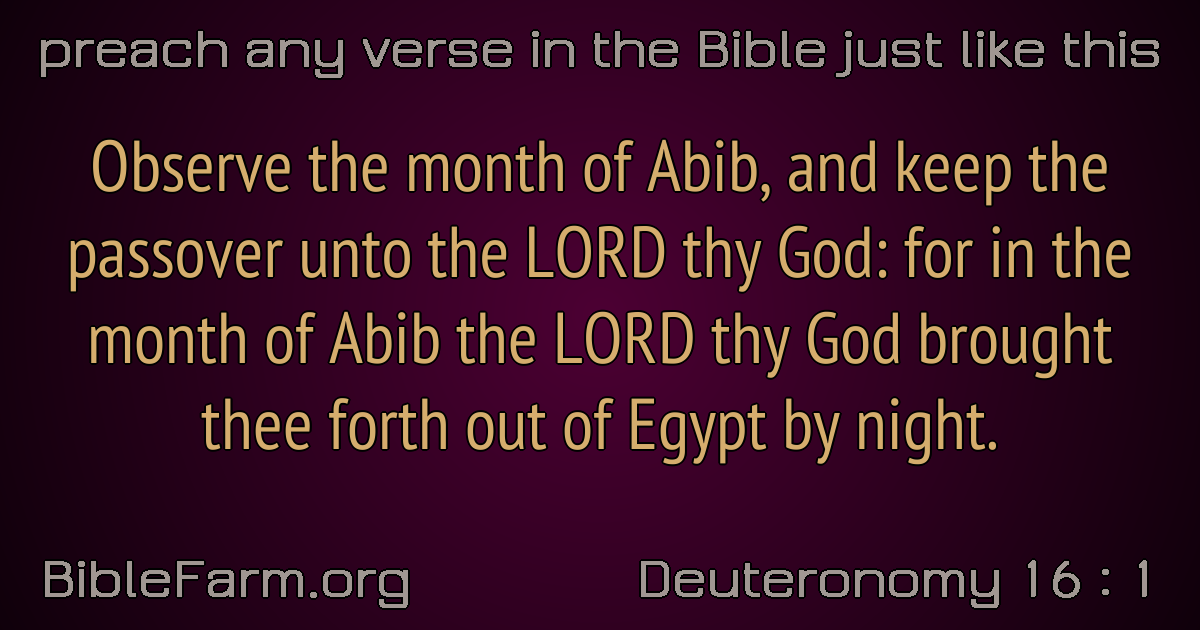 preach any verse in the Bible just like this
Observe the month of Abib, and keep the
passover unto the LORD thy God: for in the
month of Abib the LORD thy God brought
thee forth out of Egypt by night.
BibleFarm.org
Deuteronomy 16 : 1